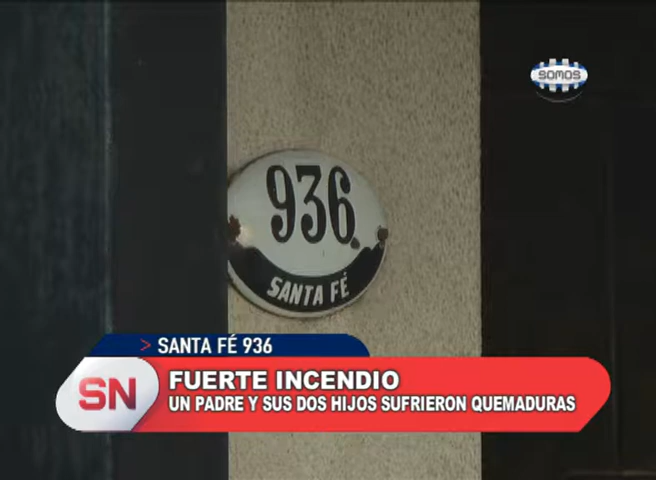 SOMOS
936
SANTA FÉ
> SANTA FÉ 936
SN
FUERTE INCENDIO
UN PADRE Y SUS DOS HIJOS SUFRIERON QUEMADURAS